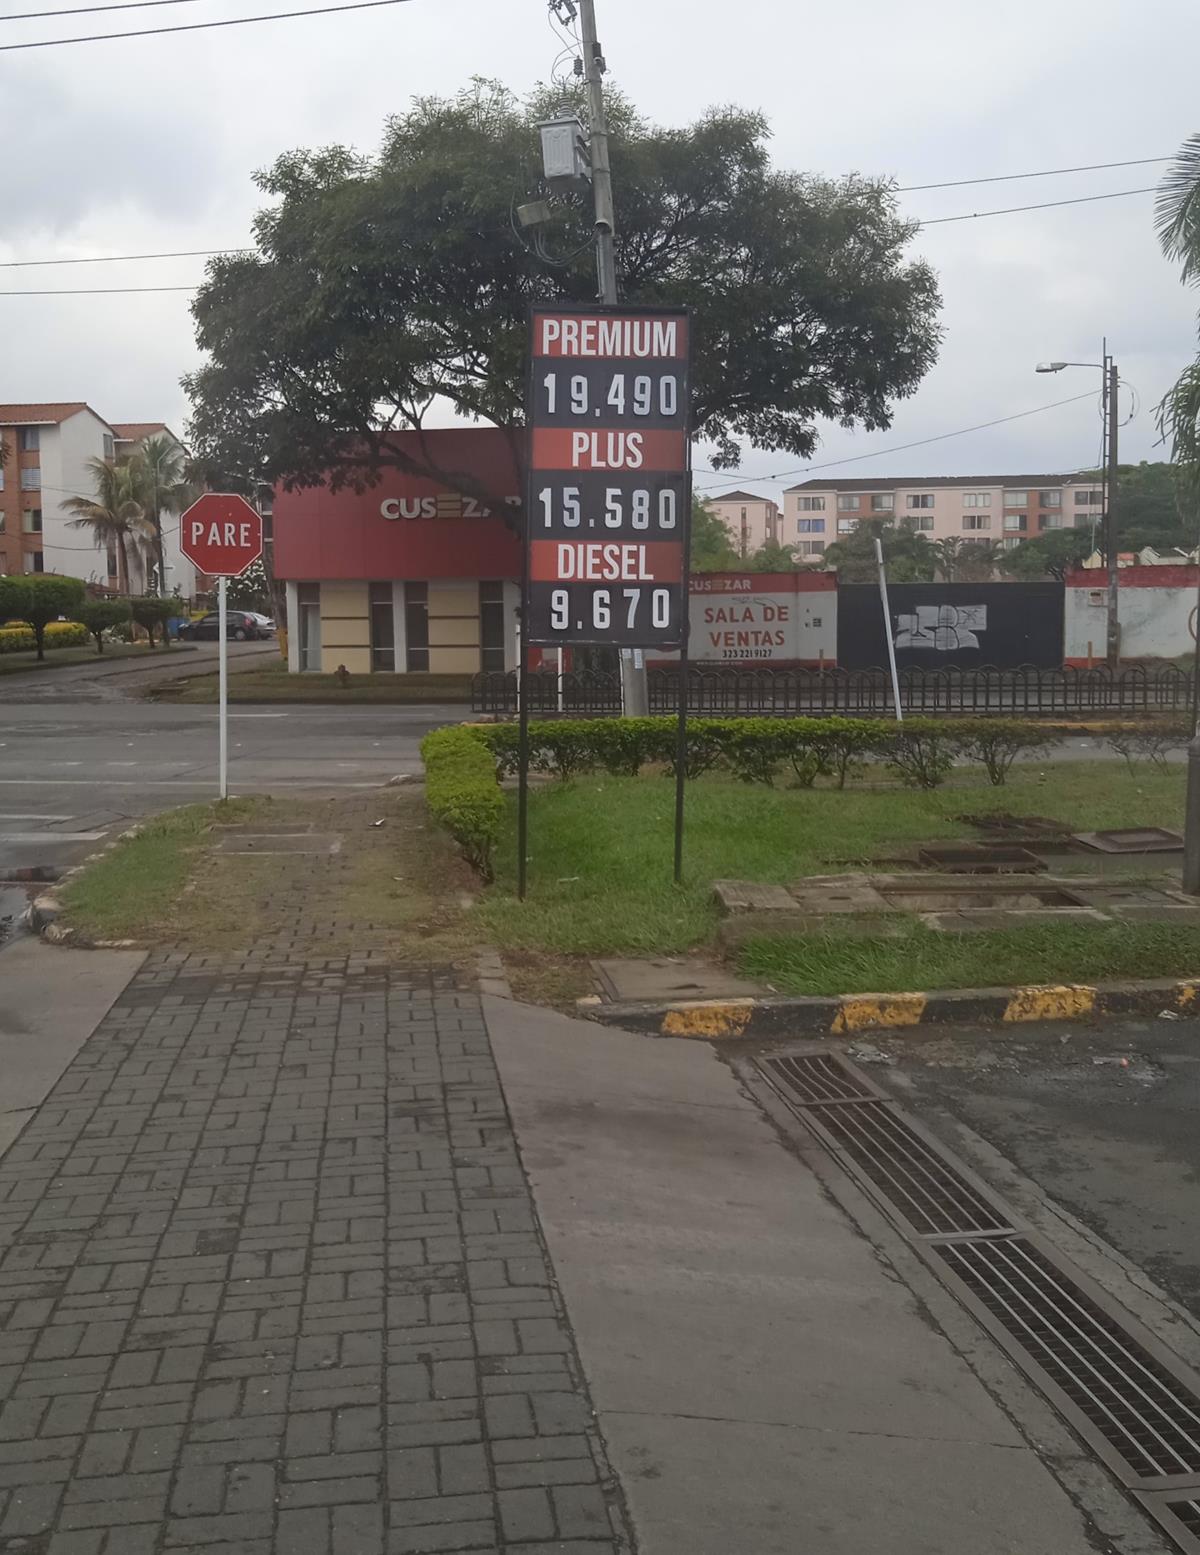 PREMIUM
19.490
PLUS
15.580
DIESEL
9.670
PARE
CUSEZAR
CUSEZAR
SALA DE
VENTAS
323 221 9127